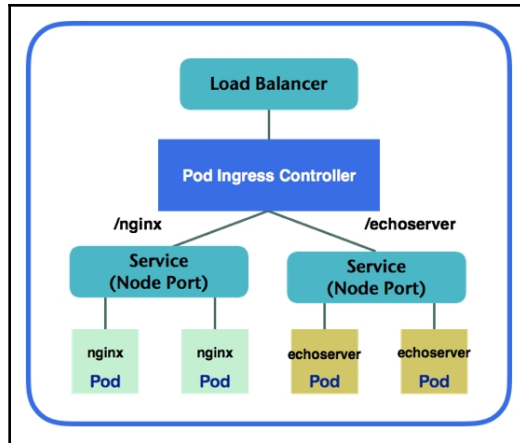 Load Balancer
Pod Ingress Controller
/nginx
/echoserver
Service
(Node Port)
Service
(Node Port)
nginx
Pod
nginx
Pod
echoserver
Pod
echoserver
Pod